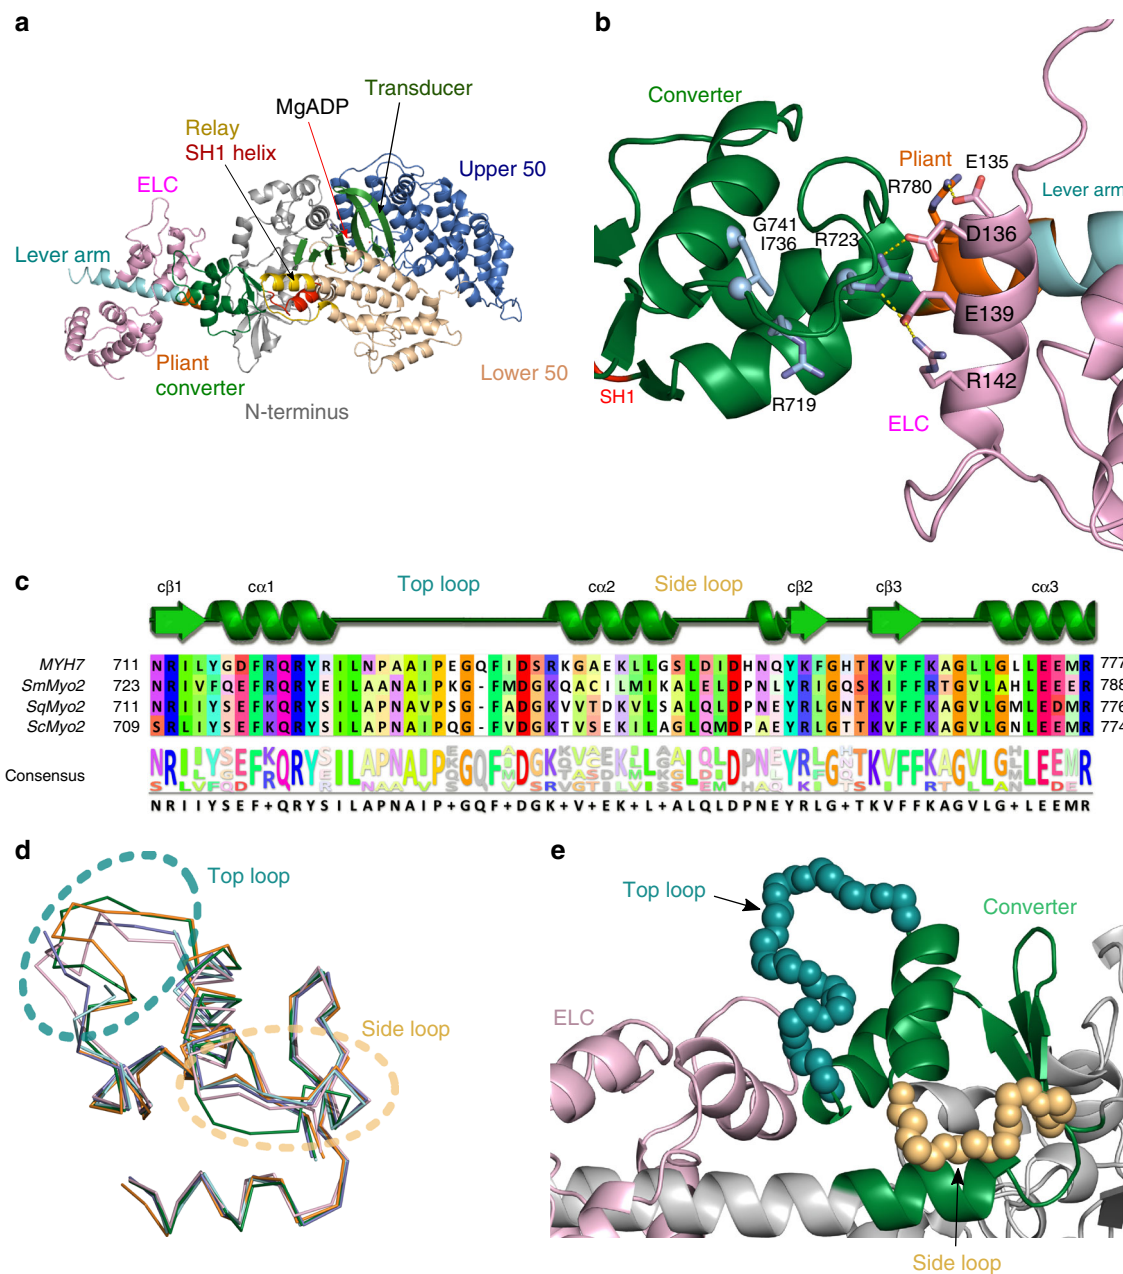 a
MgADP
Transducer
Relay
SH1 helix
ELC
Upper 50
Lever arm
Pliant
converter
Lower 50
N-terminus
b
Converter
Pliant
E135
R780
Lever arm
G741
I736
R723
D136
E139
R142
SH1
R719
ELC
c
cβ1
cα1
Top loop
cα2
Side loop
cβ2
cβ3
cα3
MYH7 711 NRILYGDFRQRYRILNPAAIPEGQFIDSRKGAEKLLGSLDIDHNQYKFGHTKVFFKAGLLGLLEEMR 777
SmMyo2 723 NRIVFQEFRQRYEILAANAIPKG-FMDGKQACILMIKALELDPNLYRIGQSKIFFRTGVLAHLEEER 788
SqMyo2 711 NRIIYSEFKQRYSILAPNAVPSG-FADGKVVTDKVLSALQLDPNEYRLGNTKVFFKAGVLGMLEDMR 776
ScMyo2 709 SRLIYSEFKQRYSILAPNAIPQG-FVDGKTVSEKILAGLQMDPAEYRLGTTKVFFKAGVLGNLEEMR 774
Consensus
NRIIYSEF+QRYSILAPNAIP+GQF+DGK+V+EK+L+ALQLDPNEYRLG+TKVFFKAGVLG+LEEMR
d
Top loop
Side loop
e
Top loop
Converter
ELC
Side loop